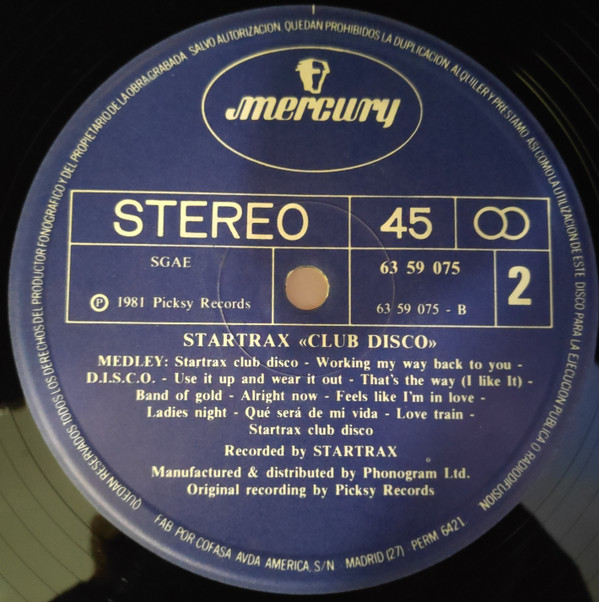 mercury
STEREO
45
SGAE
Ⓟ 1981 Picksy Records
63 59 075
63 59 075 - B
2
STARTRAX «CLUB DISCO»
MEDLEY: Startrax club disco - Working my way back to you -
D.I.S.C.O. - Use it up and wear it out - That's the way (I like It) -
Band of gold - Alright now - Feels like I'm in love -
Ladies night - Qué será de mi vida - Love train -
Startrax club disco
Recorded by STARTRAX
Manufactured & distributed by Phonogram Ltd.
Original recording by Picksy Records
QUEDAN RESERVADOS TODOS LOS DERECHOS DEL PRODUCTOR FONOGRAFICO Y DEL PROPIETARIO DE LA OBRA GRABADA. SALVO AUTORIZACION QUEDAN PROHIBIDOS LA DUPLICACION, ALQUILER Y PRESTAMO, ASI COMO LA UTILIZACION DE ESTE DISCO PARA LA EJECUCION PUBLICA O RADIODIFUSION.
FAB. POR COFASA AVDA. AMERICA, S/N MADRID (27) - PERM 6421